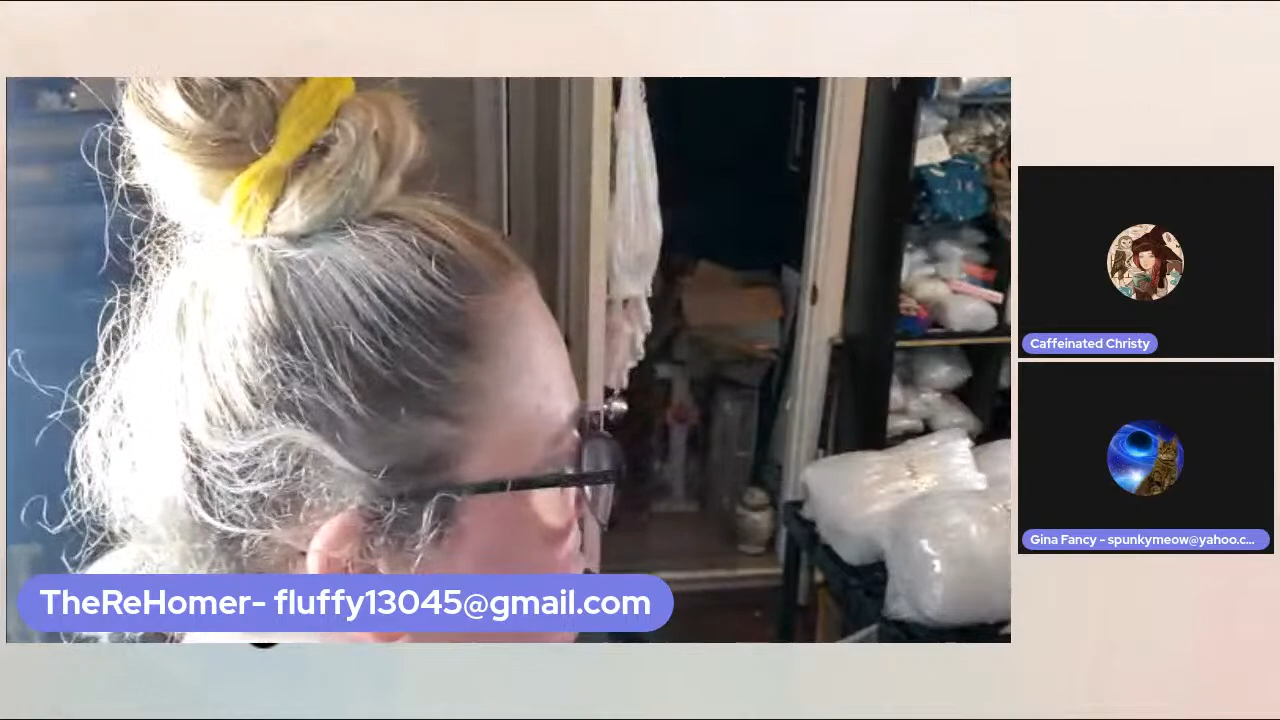 TheReHomer- fluffy13045@gmail.com
Caffeinated Christy
Gina Fancy - spunkymeow@yahoo.c...